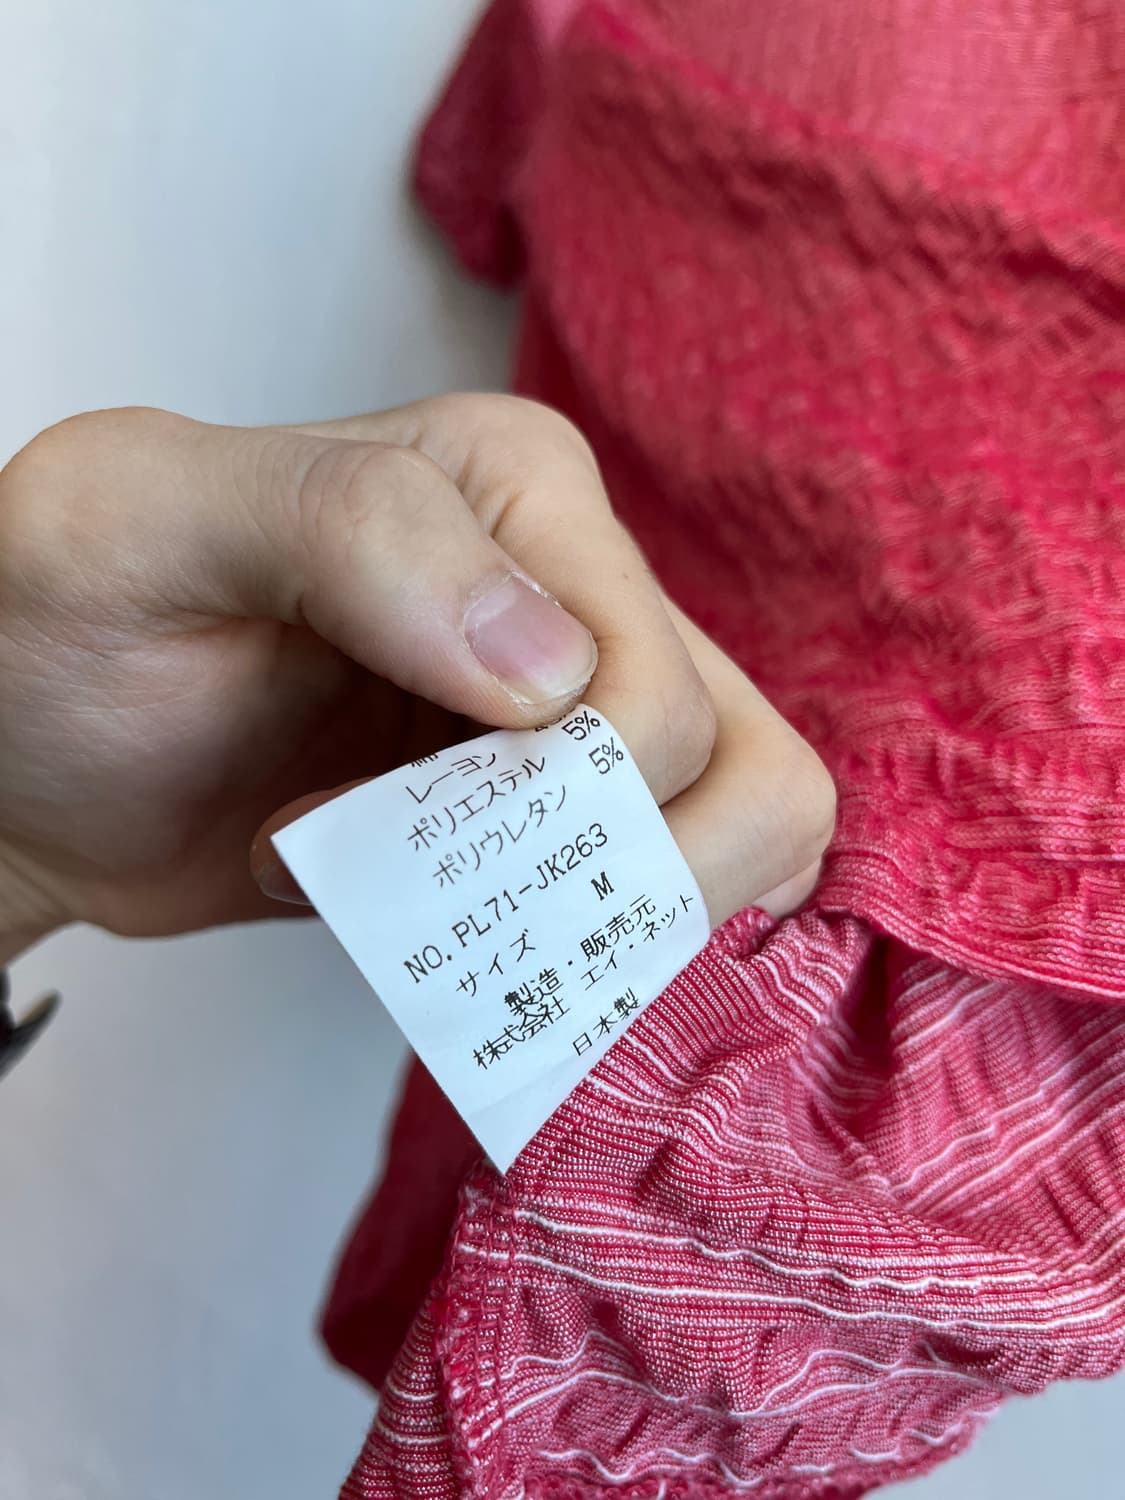 レーヨン
ポリエステル 5%
ポリウレタン 5%
NO.PL71-JK263
サイズ M
製造・販売元
株式会社 エイ・ネット
日本製